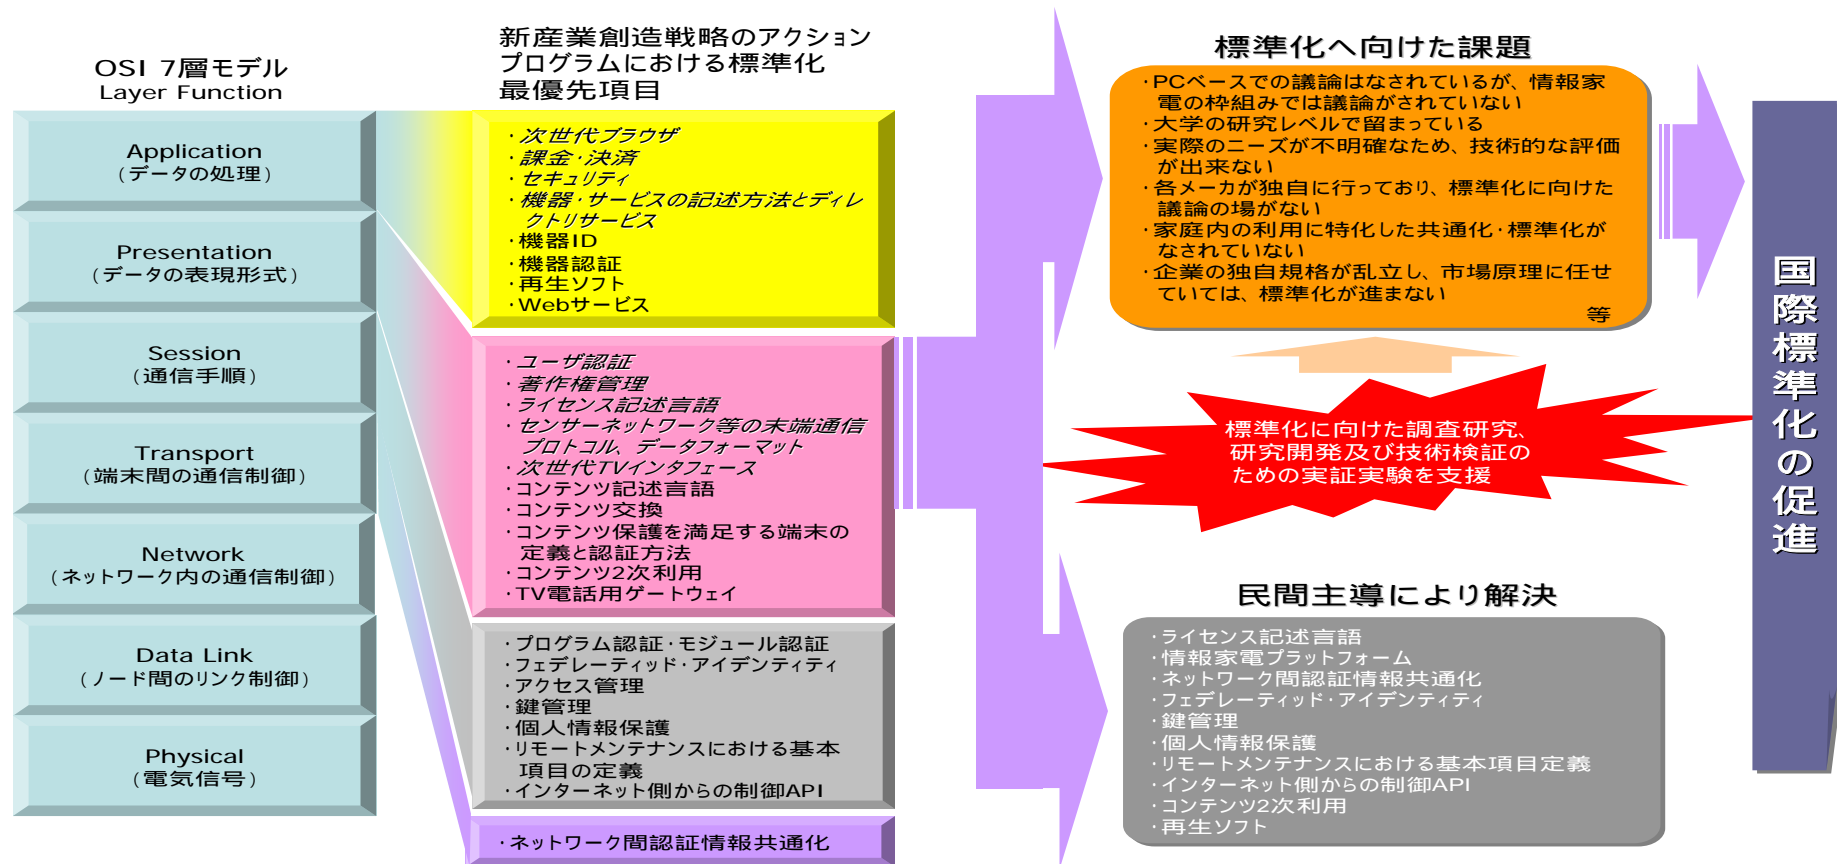 OSI 7層モデル
Layer Function
Application
(データの処理)
Presentation
(データの表現形式)
Session
(通信手順)
Transport
(端末間の通信制御)
Network
(ネットワーク内の通信制御)
Data Link
(ノード間のリンク制御)
Physical
(電気信号)
新産業創造戦略のアクション
プログラムにおける標準化
最優先項目
・次世代ブラウザ
・課金・決済
・セキュリティ
・機器・サービスの記述方法とディレ
クトリサービス
・機器ID
・機器認証
・再生ソフト
・Webサービス
・ユーザ認証
・著作権管理
・ライセンス記述言語
・センサーネットワーク等の末端通信
プロトコル、データフォーマット
・次世代TVインタフェース
・コンテンツ記述言語
・コンテンツ交換
・コンテンツ保護を満足する端末の
定義と認証方法
・コンテンツ2次利用
・TV電話用ゲートウェイ
・プログラム認証・モジュール認証
・フェデレーティッド・アイデンティティ
・アクセス管理
・鍵管理
・個人情報保護
・リモートメンテナンスにおける基本
項目の定義
・インターネット側からの制御API
・ネットワーク間認証情報共通化
標準化へ向けた課題
・PCベースでの議論はなされているが、情報家
電の枠組みでは議論がされていない
・大学の研究レベルで留まっている
・実際のニーズが不明確なため、技術的な評価
が出来ない
・各メーカが独自に行っており、標準化に向けた
議論の場がない
・家庭内の利用に特化した共通化・標準化が
なされていない
・企業の独自規格が乱立し、市場原理に任せ
ていては、標準化が進まない
等
標準化に向けた調査研究、
研究開発及び技術検証の
ための実証実験を支援
民間主導により解決
・ライセンス記述言語
・情報家電プラットフォーム
・ネットワーク間認証情報共通化
・フェデレーティッド・アイデンティティ
・鍵管理
・個人情報保護
・リモートメンテナンスにおける基本項目定義
・インターネット側からの制御API
・コンテンツ2次利用
・再生ソフト
国際標準化の促進